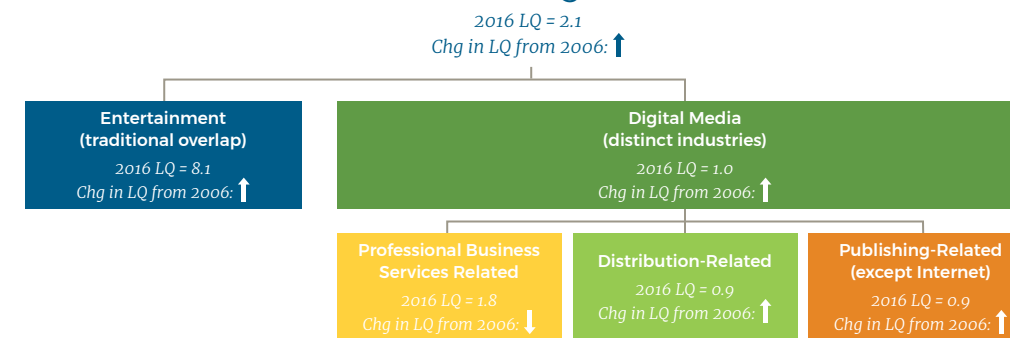 2016 LQ = 2.1
Chg in LQ from 2006:
Entertainment
(traditional overlap)
2016 LQ = 8.1
Chg in LQ from 2006:
Digital Media
(distinct industries)
2016 LQ = 1.0
Chg in LQ from 2006:
Professional Business
Services Related
2016 LQ = 1.8
Chg in LQ from 2006:
Distribution-Related
2016 LQ = 0.9
Chg in LQ from 2006:
Publishing-Related
(except Internet)
2016 LQ = 0.9
Chg in LQ from 2006: